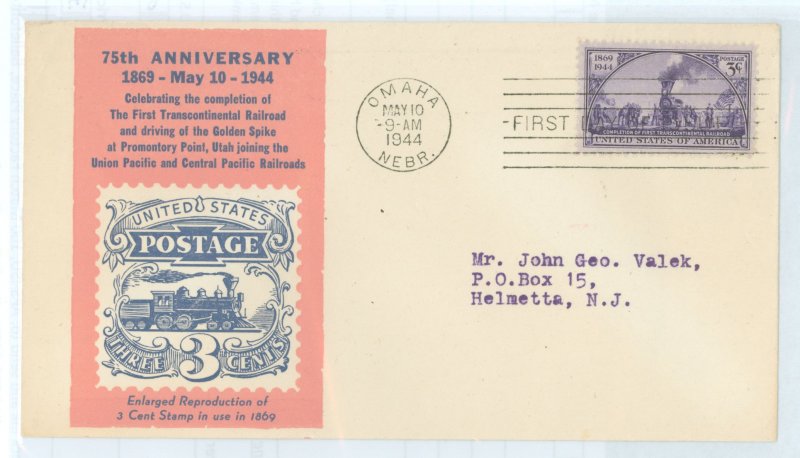 75th ANNIVERSARY
1869 - May 10 - 1944
Celebrating the completion of
The First Transcontinental Railroad
and driving of the Golden Spike
at Promontory Point, Utah joining the
Union Pacific and Central Pacific Railroads
UNITED STATES
POSTAGE
THREE 3 CENTS
Enlarged Reproduction of
3 Cent Stamp in use in 1869
OMAHA
MAY 10
9-AM
1944
NEBR.
FIRST
1869
1944
POSTAGE
3¢
COMPLETION OF FIRST TRANSCONTINENTAL RAILROAD
UNITED STATES OF AMERICA
Mr. John Geo. Valek,
P.O.Box 15,
Helmetta, N.J.